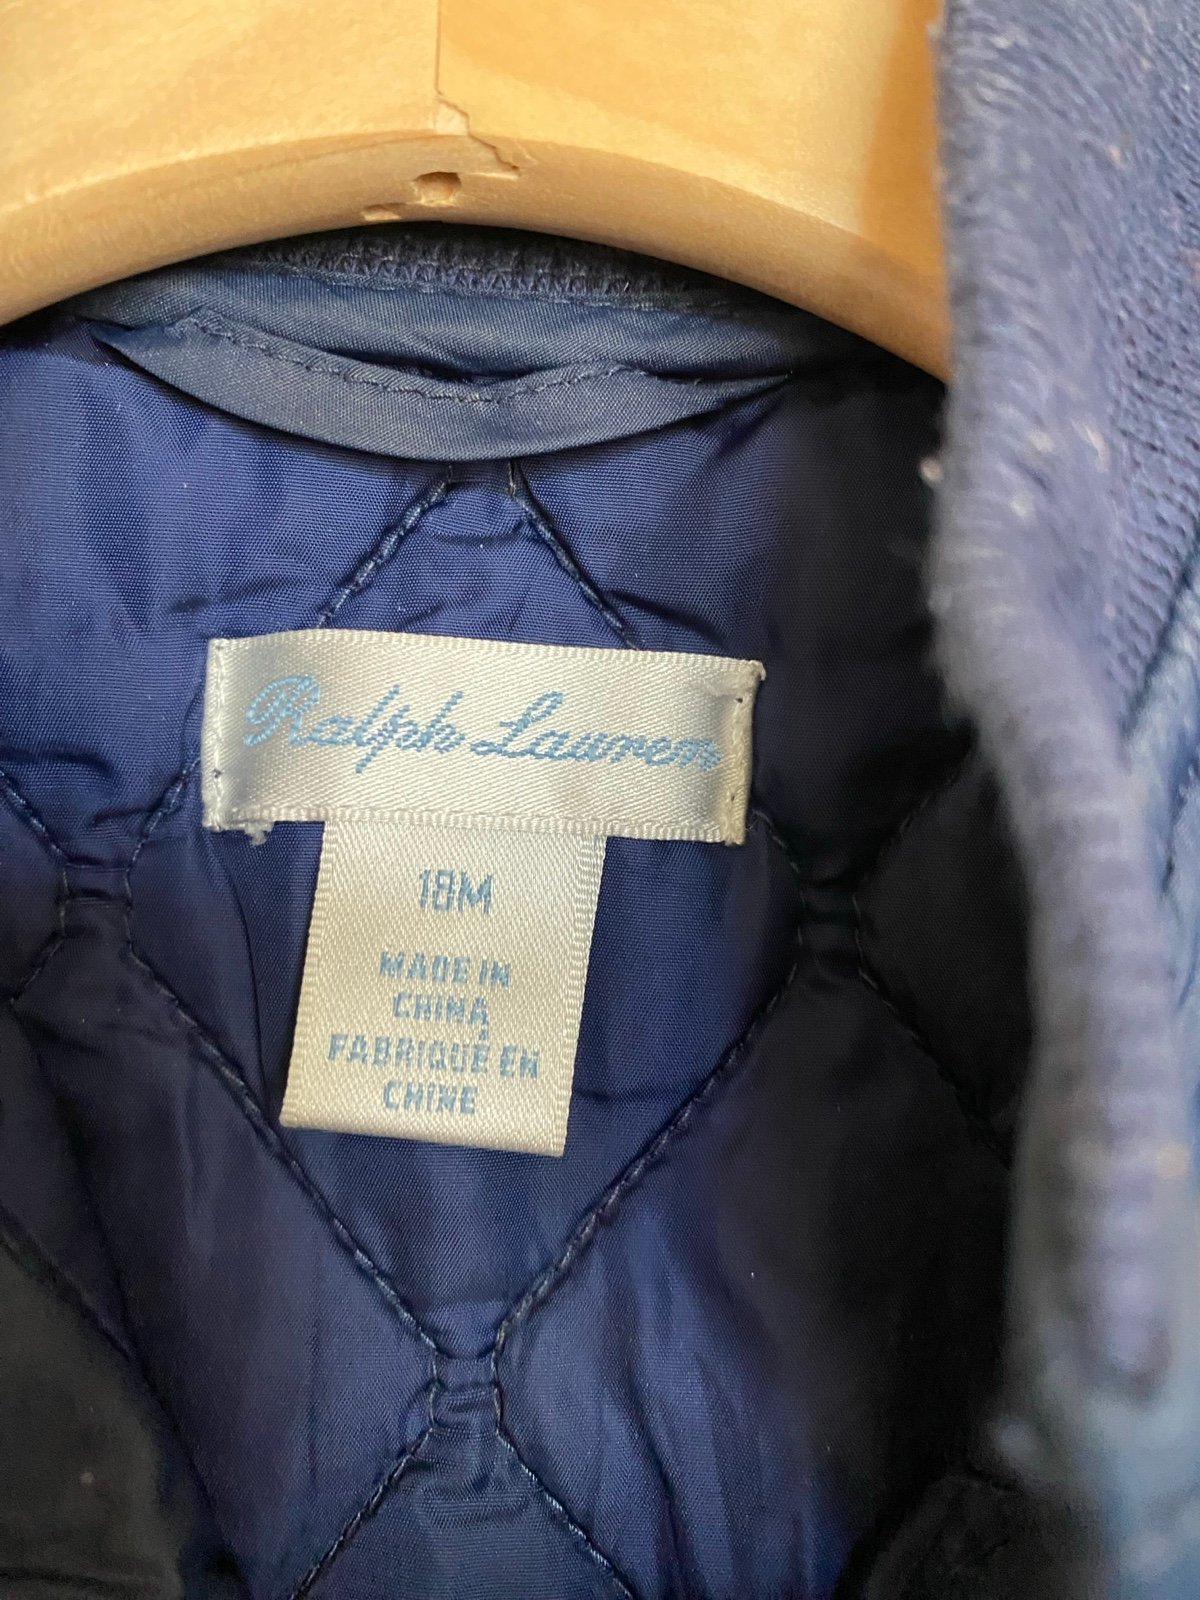 Ralph Lauren
18M
MADE IN
CHINA
FABRIQUÉ EN
CHINE